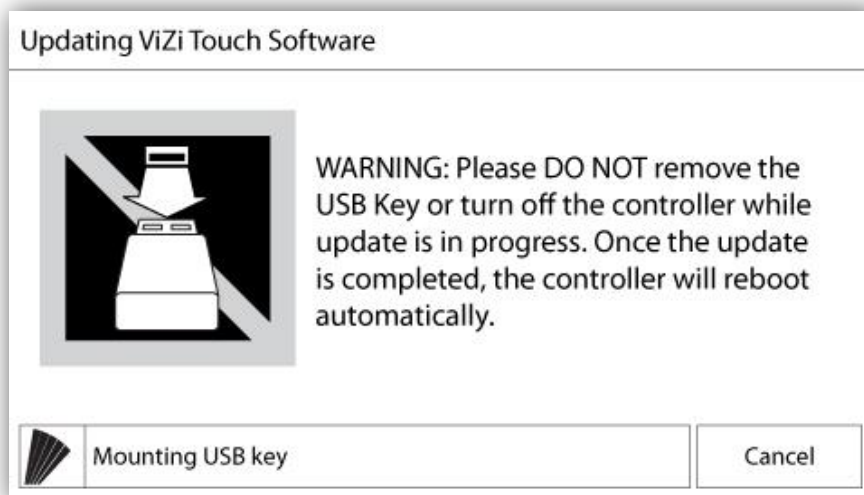 Updating ViZi Touch Software
WARNING: Please DO NOT remove the
USB Key or turn off the controller while
update is in progress. Once the update
is completed, the controller will reboot
automatically.
Mounting USB key
Cancel